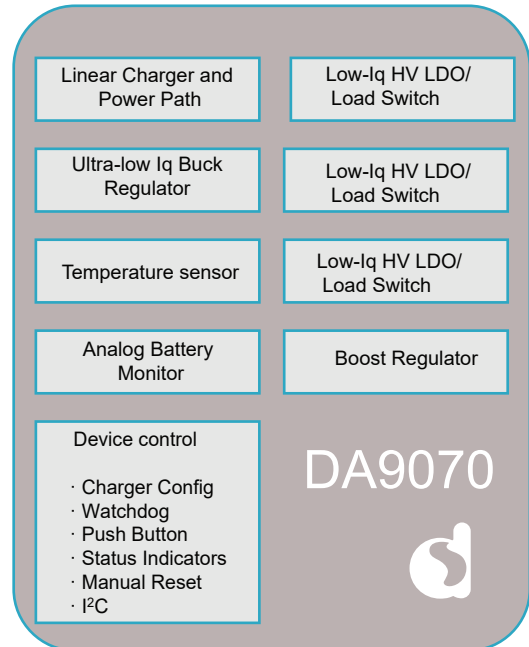 Linear Charger and
Power Path
Low-Iq HV LDO/
Load Switch
Ultra-low Iq Buck
Regulator
Low-Iq HV LDO/
Load Switch
Temperature sensor
Low-Iq HV LDO/
Load Switch
Analog Battery
Monitor
Boost Regulator
Device control
· Charger Config
· Watchdog
· Push Button
· Status Indicators
· Manual Reset
· I²C
DA9070